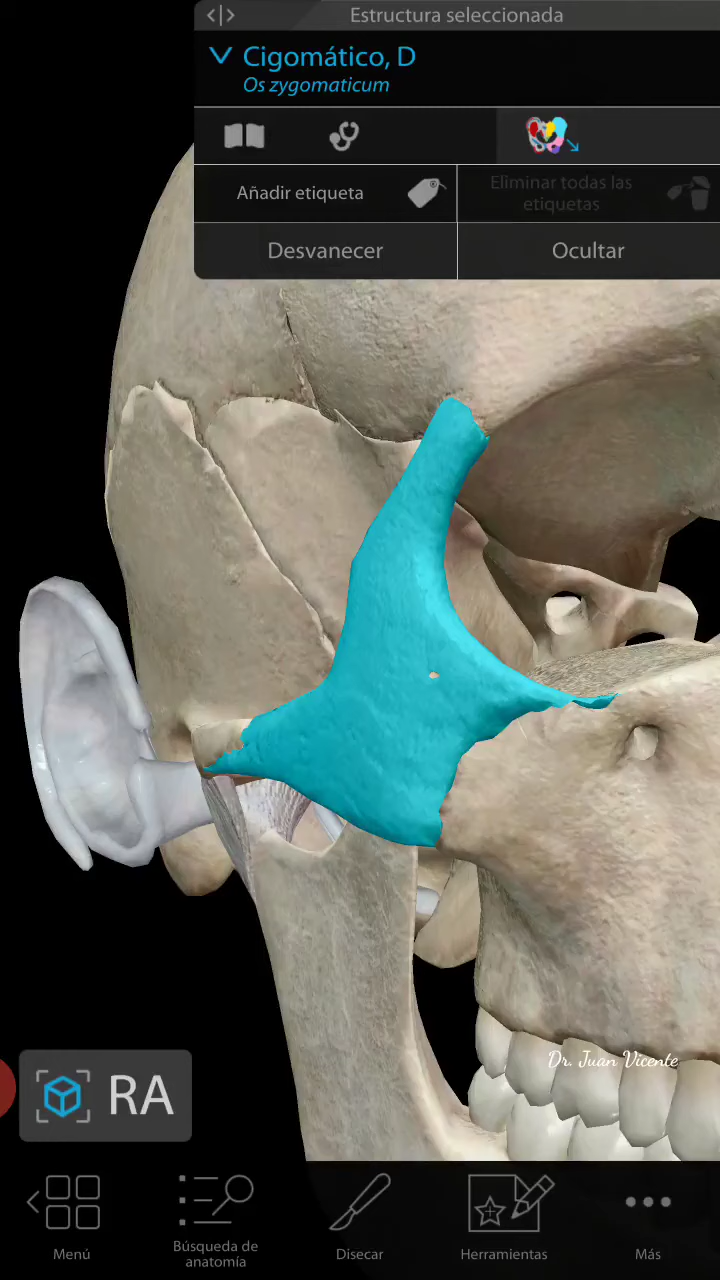 Estructura seleccionada
Cigomático, D
Os zygomaticum
Añadir etiqueta
Eliminar todas las
etiquetas
Desvanecer
Ocultar
Dr. Juan Vicente
RA
Menú
Búsqueda de
anatomía
Disecar
Herramientas
Más